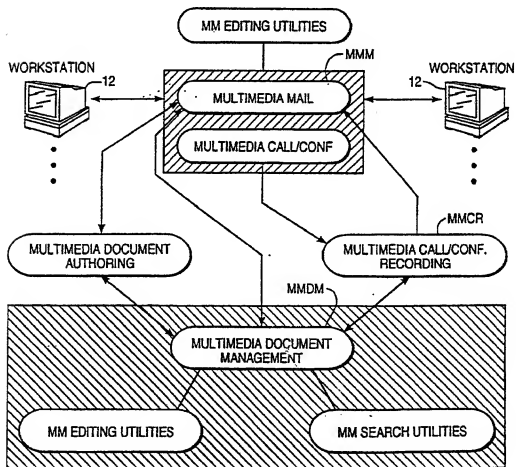 MM EDITING UTILITIES
MMM
WORKSTATION
12
MULTIMEDIA MAIL
12
WORKSTATION
MULTIMEDIA CALL/CONF
MMCR
MULTIMEDIA DOCUMENT
AUTHORING
MULTIMEDIA CALL/CONF.
RECORDING
MMDM
MULTIMEDIA DOCUMENT
MANAGEMENT
MM EDITING UTILITIES
MM SEARCH UTILITIES